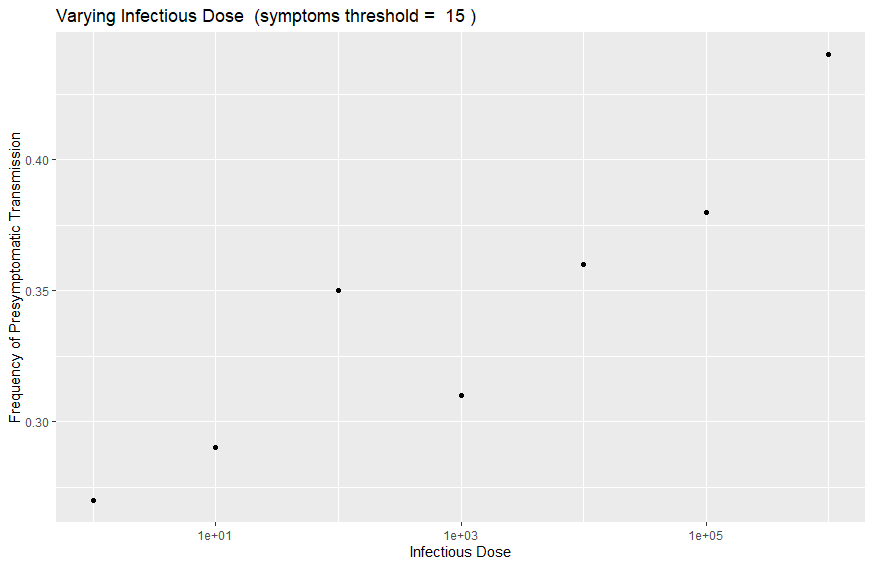 Varying Infectious Dose  (symptoms threshold =  15 )
Frequency of Presymptomatic Transmission
0.40
0.35
0.30
1e+01
1e+03
1e+05
Infectious Dose